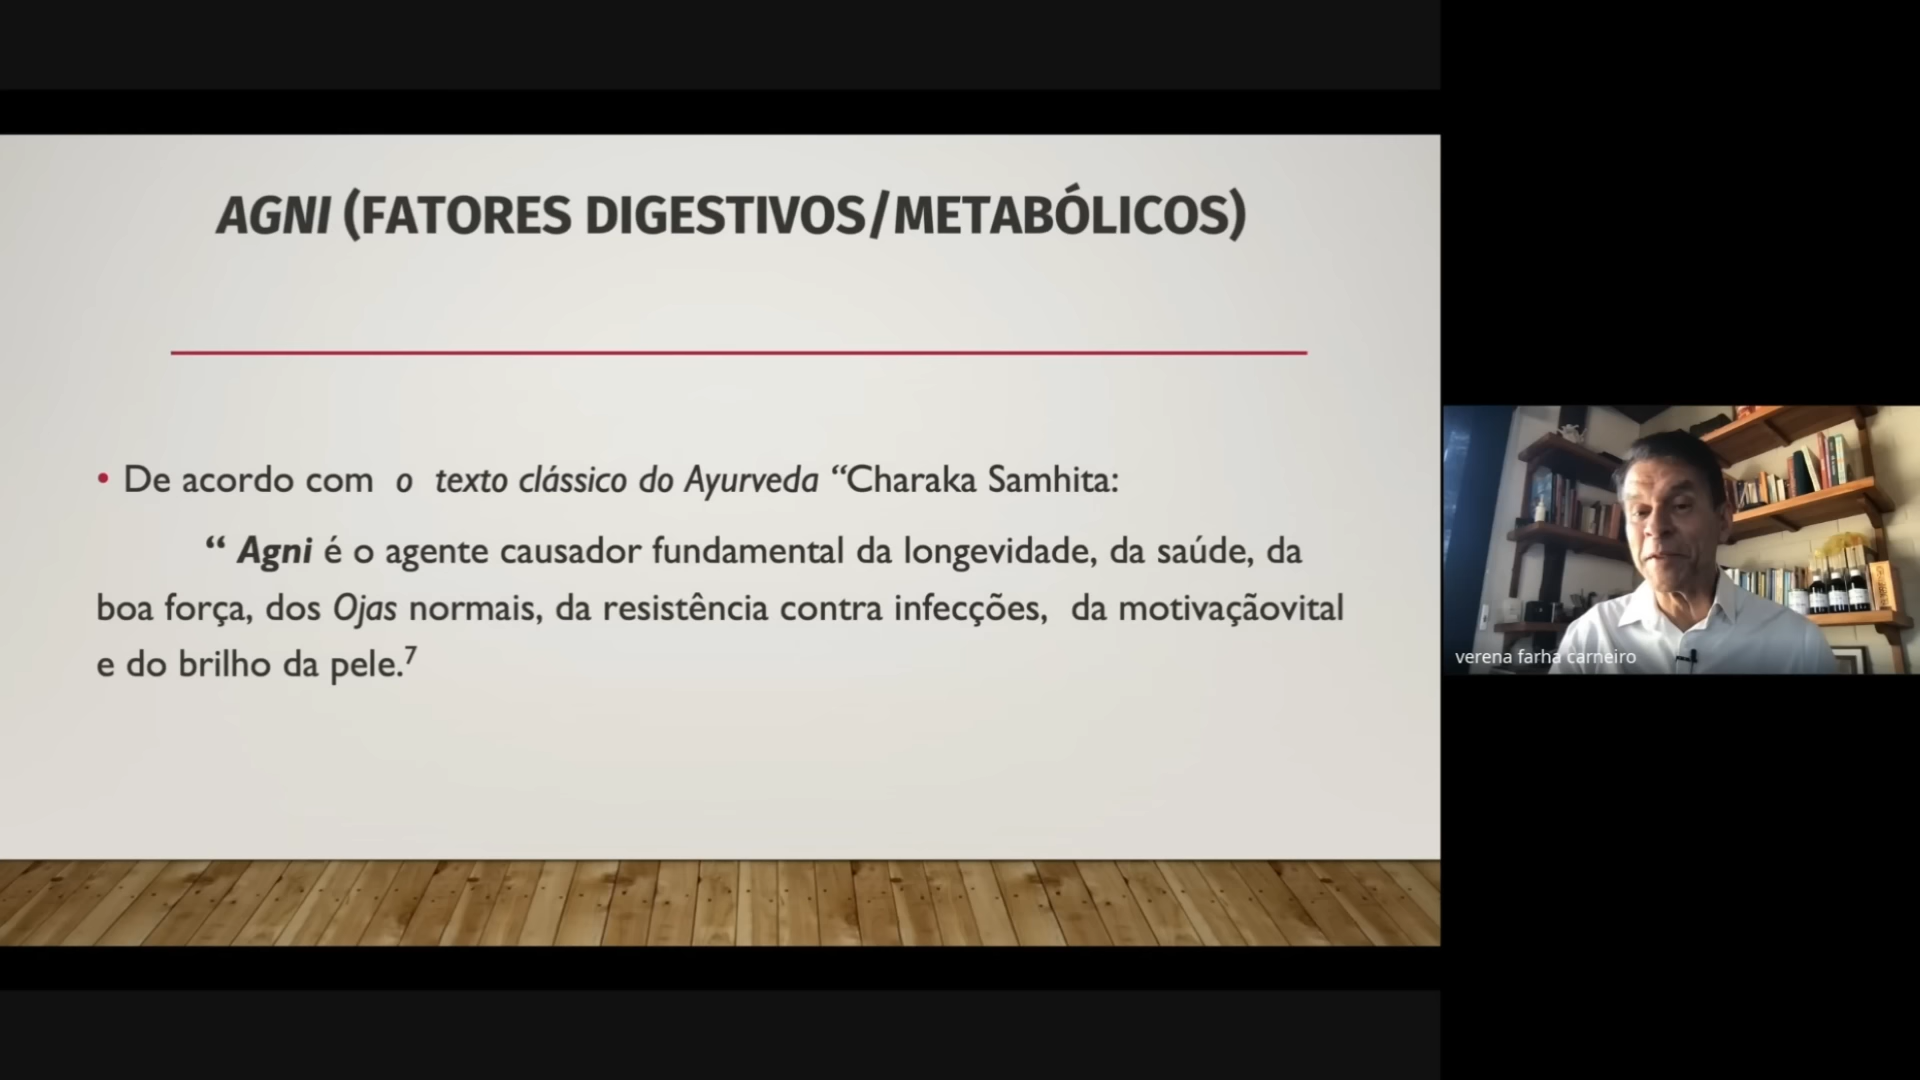 AGNI (FATORES DIGESTIVOS/METABÓLICOS)
• De acordo com o texto clássico do Ayurveda “Charaka Samhita:
“ Agni é o agente causador fundamental da longevidade, da saúde, da
boa força, dos Ojas normais, da resistência contra infecções, da motivaçãovital
e do brilho da pele.⁷
verena farha carneiro